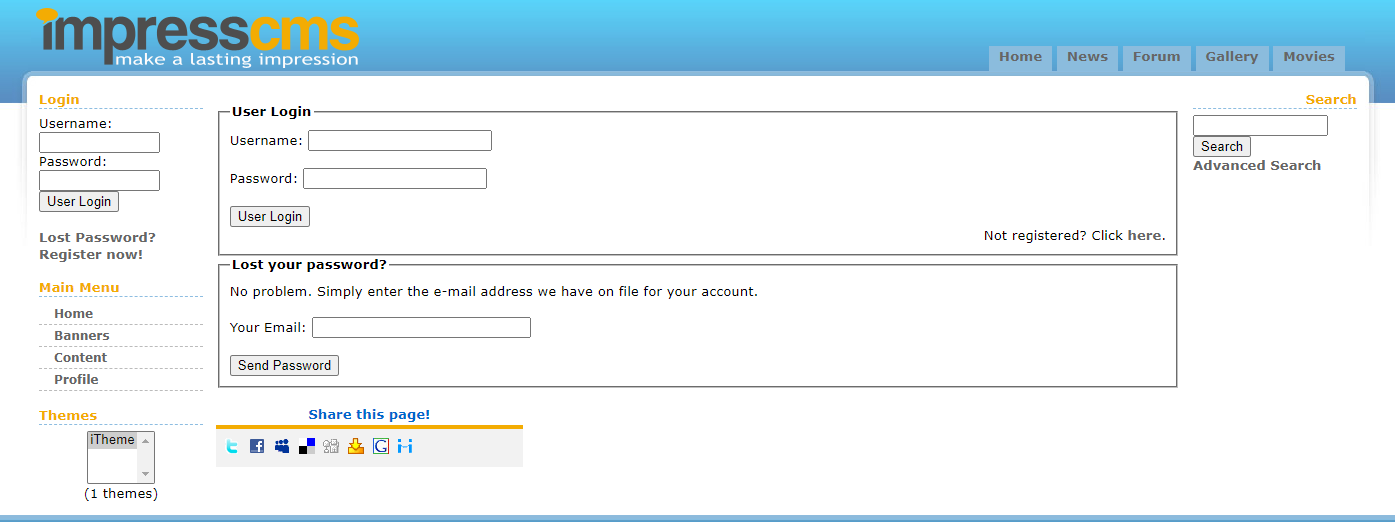 impresscms
make a lasting impression
Home News Forum Gallery Movies
Login
Username:
Password:
User Login
Lost Password?
Register now!
Main Menu
Home
Banners
Content
Profile
Themes
iTheme
(1 themes)
User Login
Username:
Password:
User Login
Not registered? Click here.
Lost your password?
No problem. Simply enter the e-mail address we have on file for your account.
Your Email:
Send Password
Share this page!
Search
Search
Advanced Search